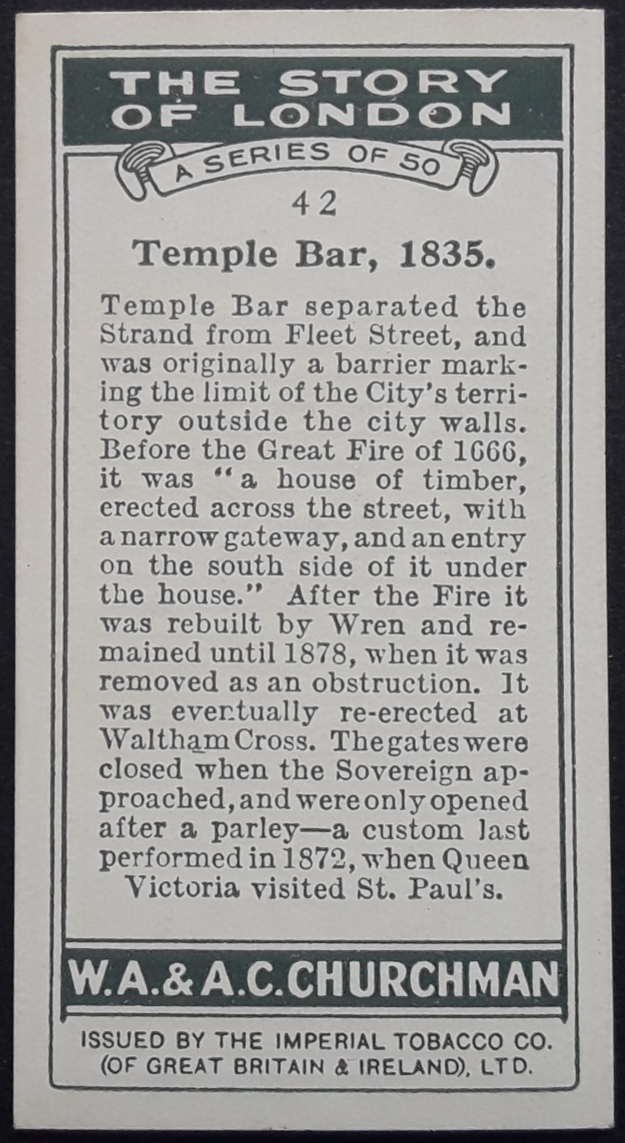 THE STORY
OF LONDON
A SERIES OF 50
42
Temple Bar, 1835.
Temple Bar separated the
Strand from Fleet Street, and
was originally a barrier mark-
ing the limit of the City's terri-
tory outside the city walls.
Before the Great Fire of 1666,
it was "a house of timber,
erected across the street, with
a narrow gateway, and an entry
on the south side of it under
the house." After the Fire it
was rebuilt by Wren and re-
mained until 1878, when it was
removed as an obstruction. It
was eventually re-erected at
Waltham Cross. The gates were
closed when the Sovereign ap-
proached, and were only opened
after a parley—a custom last
performed in 1872, when Queen
Victoria visited St. Paul's.
W.A. & A.C. CHURCHMAN
ISSUED BY THE IMPERIAL TOBACCO CO.
(OF GREAT BRITAIN & IRELAND), LTD.